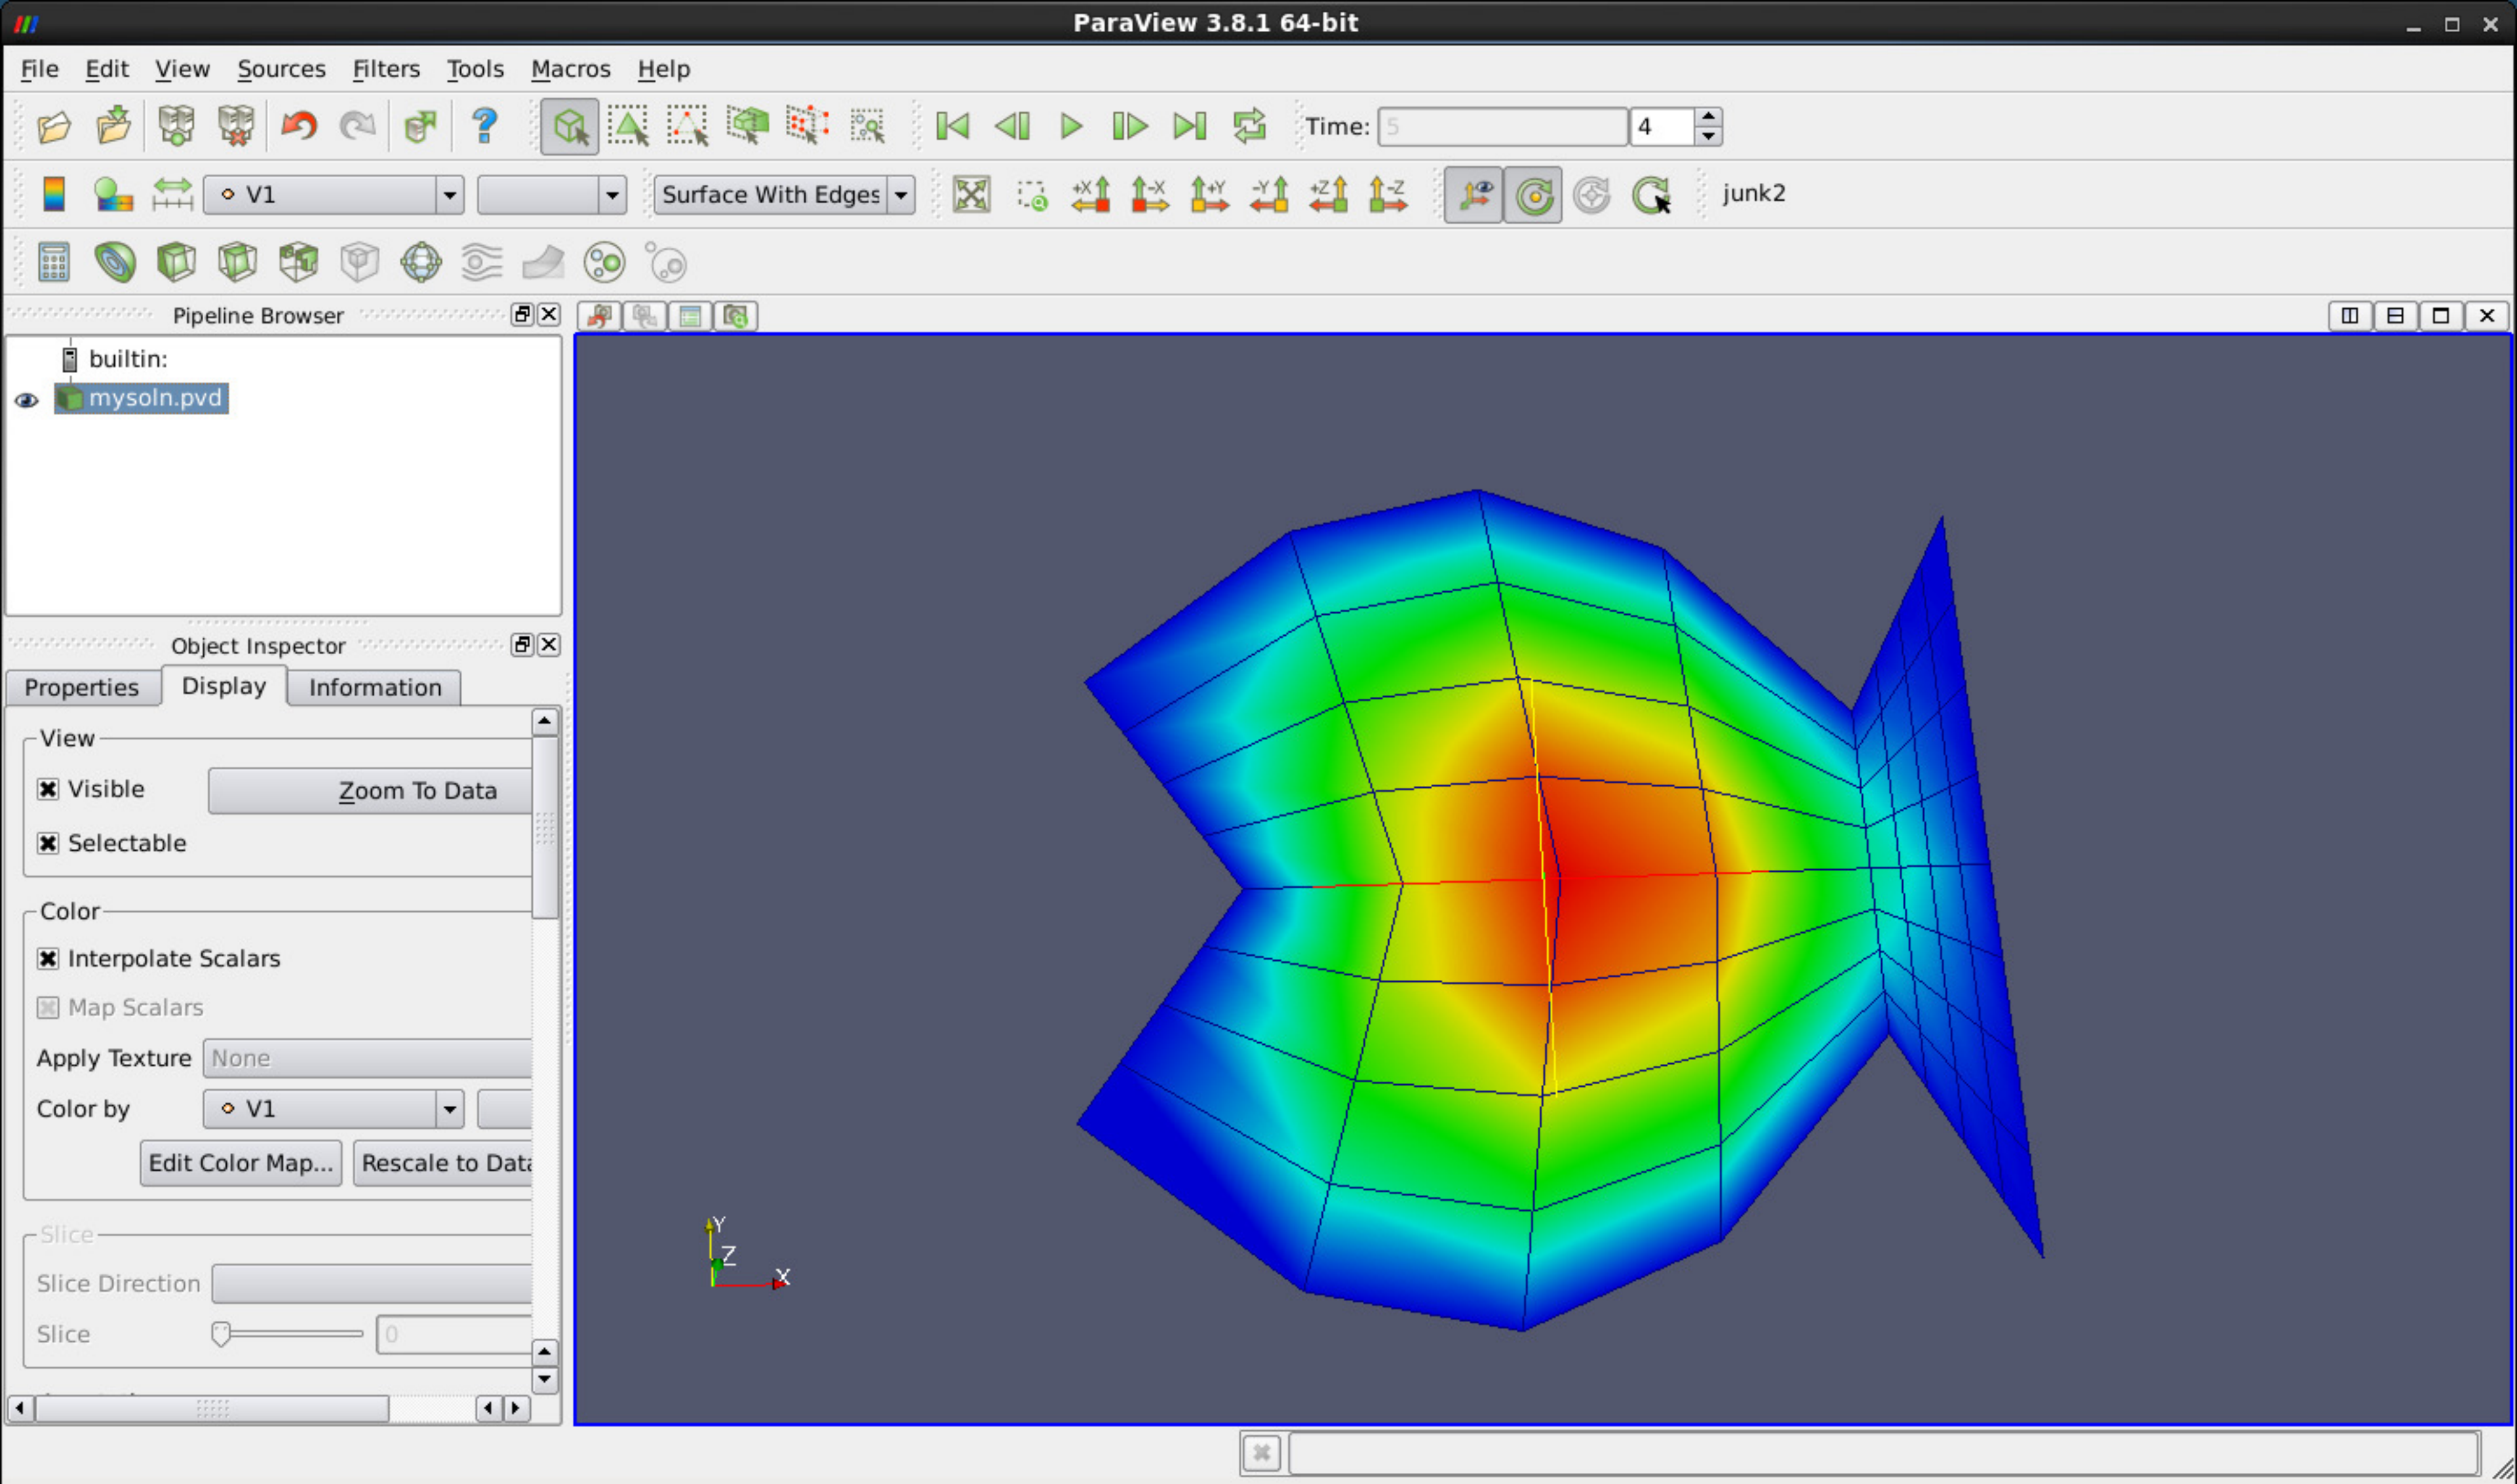 ParaView 3.8.1 64-bit
File Edit View Sources Filters Tools Macros Help
Time: 5 4
V1 Surface With Edges junk2
Pipeline Browser
builtin:
mysoln.pvd
Object Inspector
Properties Display Information
View
Visible Zoom To Data
Selectable
Color
Interpolate Scalars
Map Scalars
Apply Texture None
Color by V1
Edit Color Map... Rescale to Data
Slice
Slice Direction
Slice 0
Y
Z
X